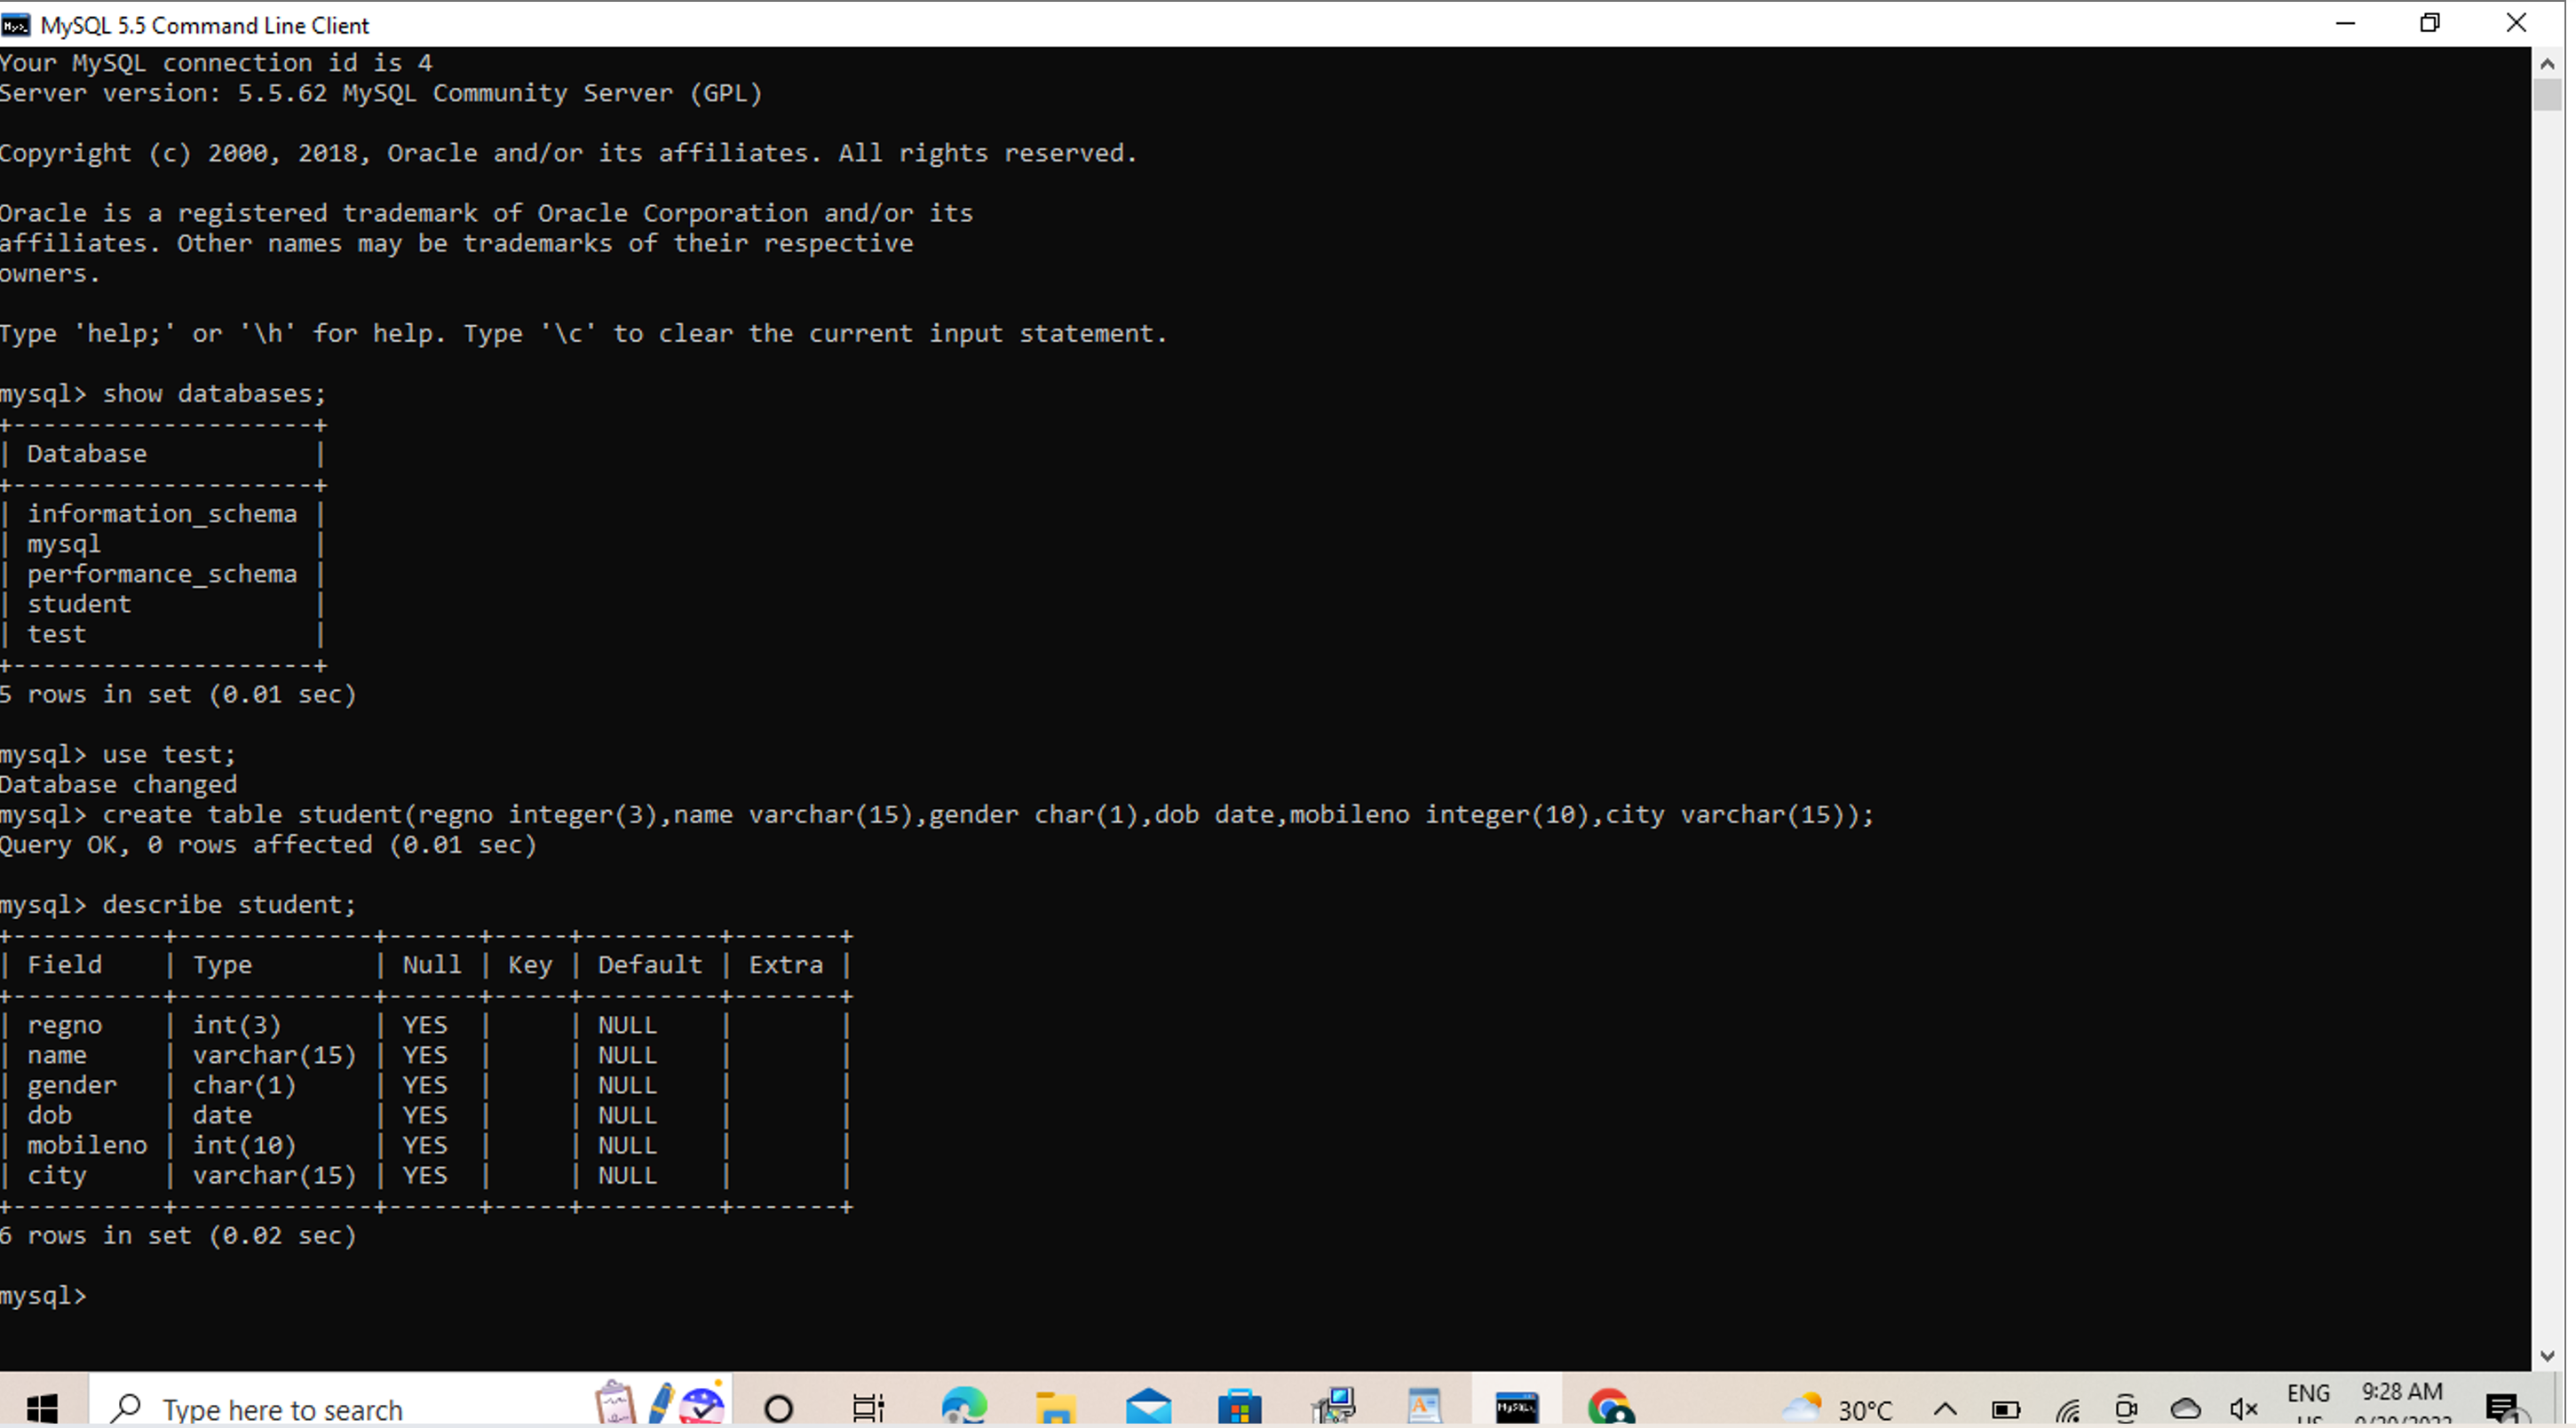 MySQL 5.5 Command Line Client
Your MySQL connection id is 4
Server version: 5.5.62 MySQL Community Server (GPL)
Copyright (c) 2000, 2018, Oracle and/or its affiliates. All rights reserved.
Oracle is a registered trademark of Oracle Corporation and/or its
affiliates. Other names may be trademarks of their respective
owners.
Type 'help;' or '\h' for help. Type '\c' to clear the current input statement.
mysql> show databases;
+--------------------+
| Database           |
+--------------------+
| information_schema |
| mysql              |
| performance_schema |
| student            |
| test               |
+--------------------+
5 rows in set (0.01 sec)
mysql> use test;
Database changed
mysql> create table student(regno integer(3),name varchar(15),gender char(1),dob date,mobileno integer(10),city varchar(15));
Query OK, 0 rows affected (0.01 sec)
mysql> describe student;
+----------+-------------+------+-----+---------+-------+
| Field    | Type        | Null | Key | Default | Extra |
+----------+-------------+------+-----+---------+-------+
| regno    | int(3)      | YES  |     | NULL    |       |
| name     | varchar(15) | YES  |     | NULL    |       |
| gender   | char(1)     | YES  |     | NULL    |       |
| dob      | date        | YES  |     | NULL    |       |
| mobileno | int(10)     | YES  |     | NULL    |       |
| city     | varchar(15) | YES  |     | NULL    |       |
+----------+-------------+------+-----+---------+-------+
6 rows in set (0.02 sec)
mysql>
Type here to search
30°C
ENG
9:28 AM